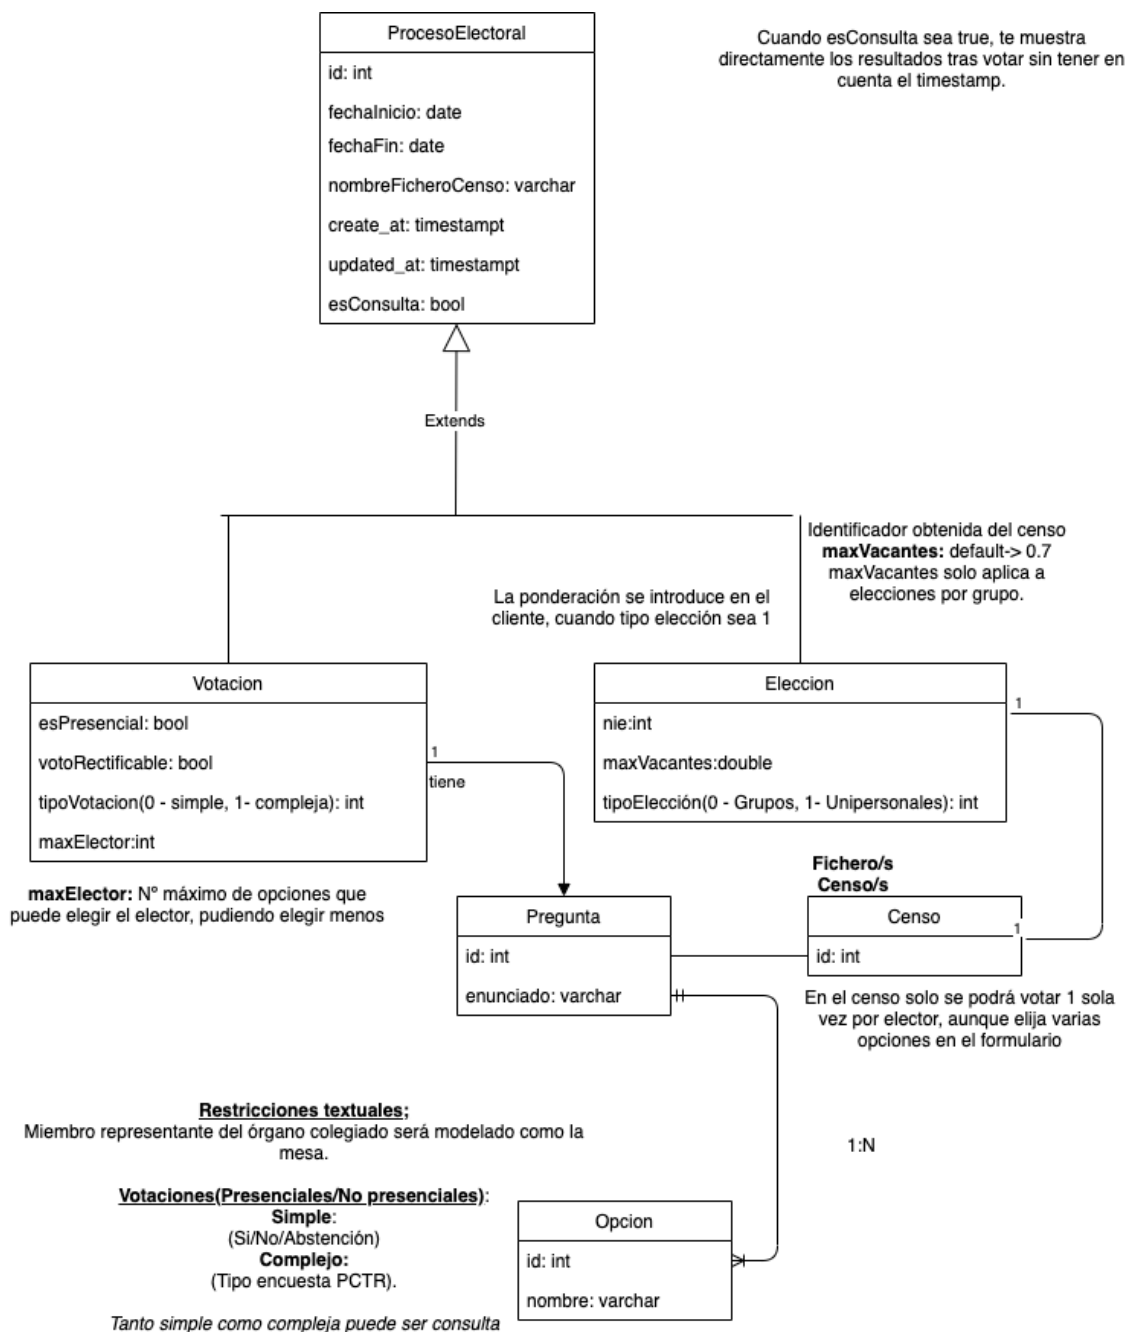 ProcesoElectoral
id: int
fechaInicio: date
fechaFin: date
nombreFicheroCenso: varchar
create_at: timestampt
updated_at: timestampt
esConsulta: bool
Cuando esConsulta sea true, te muestra
directamente los resultados tras votar sin tener en
cuenta el timestamp.
Extends
Identificador obtenida del censo
maxVacantes: default-> 0.7
maxVacantes solo aplica a
elecciones por grupo.
La ponderación se introduce en el
cliente, cuando tipo elección sea 1
Votacion
esPresencial: bool
votoRectificable: bool
tipoVotacion(0 - simple, 1- compleja): int
maxElector:int
1
tiene
Eleccion
nie:int
maxVacantes:double
tipoElección(0 - Grupos, 1- Unipersonales): int
1
maxElector: Nº máximo de opciones que
puede elegir el elector, pudiendo elegir menos
Pregunta
id: int
enunciado: varchar
Fichero/s
Censo/s
Censo
1
id: int
En el censo solo se podrá votar 1 sola
vez por elector, aunque elija varias
opciones en el formulario
Restricciones textuales;
Miembro representante del órgano colegiado será modelado como la
mesa.
1:N
Votaciones(Presenciales/No presenciales):
Simple:
(Si/No/Abstención)
Complejo:
(Tipo encuesta PCTR).
Tanto simple como compleja puede ser consulta
Opcion
id: int
nombre: varchar